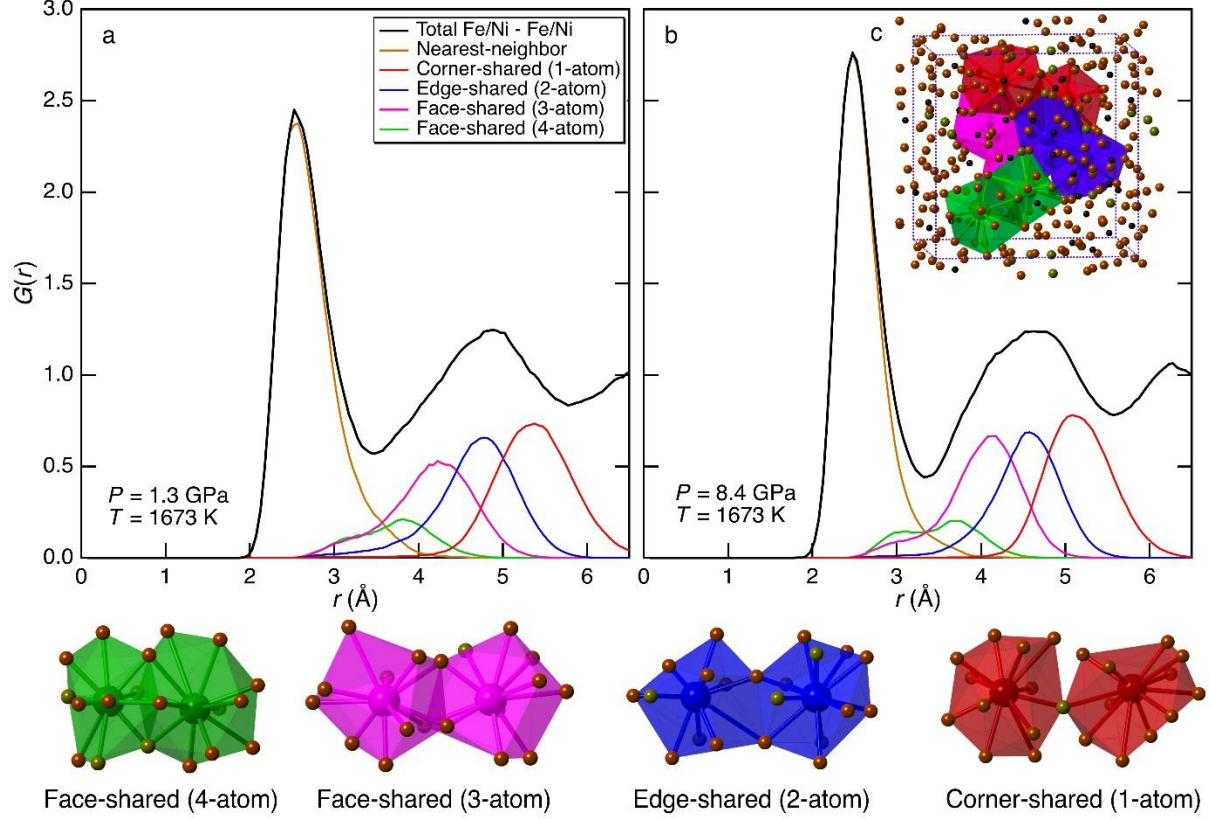 3.0
2.5
2.0
1.5
1.0
0.5
0.0
G(r)
a
Total Fe/Ni - Fe/Ni
Nearest-neighbor
Corner-shared (1-atom)
Edge-shared (2-atom)
Face-shared (3-atom)
Face-shared (4-atom)
P = 1.3 GPa
T = 1673 K
0 1 2 3 4 5 6
r (Å)
b
c
P = 8.4 GPa
T = 1673 K
0 1 2 3 4 5 6
r (Å)
Face-shared (4-atom)
Face-shared (3-atom)
Edge-shared (2-atom)
Corner-shared (1-atom)